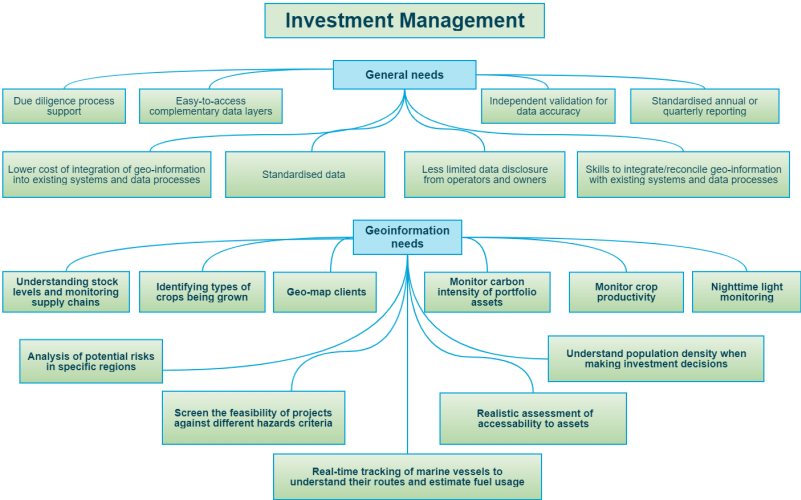 Investment Management
General needs
Due diligence process
support
Easy-to-access
complementary data layers
Independent validation for
data accuracy
Standardised annual or
quarterly reporting
Lower cost of integration of geo-information
into existing systems and data processes
Standardised data
Less limited data disclosure
from operators and owners
Skills to integrate/reconcile geo-information
with existing systems and data processes
Geoinformation
needs
Understanding stock
levels and monitoring
supply chains
Identifying types of
crops being grown
Geo-map clients
Monitor carbon
intensity of portfolio
assets
Monitor crop
productivity
Nighttime light
monitoring
Analysis of potential risks
in specific regions
Understand population density when
making investment decisions
Screen the feasibility of projects
against different hazards criteria
Realistic assessment of
accessability to assets
Real-time tracking of marine vessels to
understand their routes and estimate fuel usage